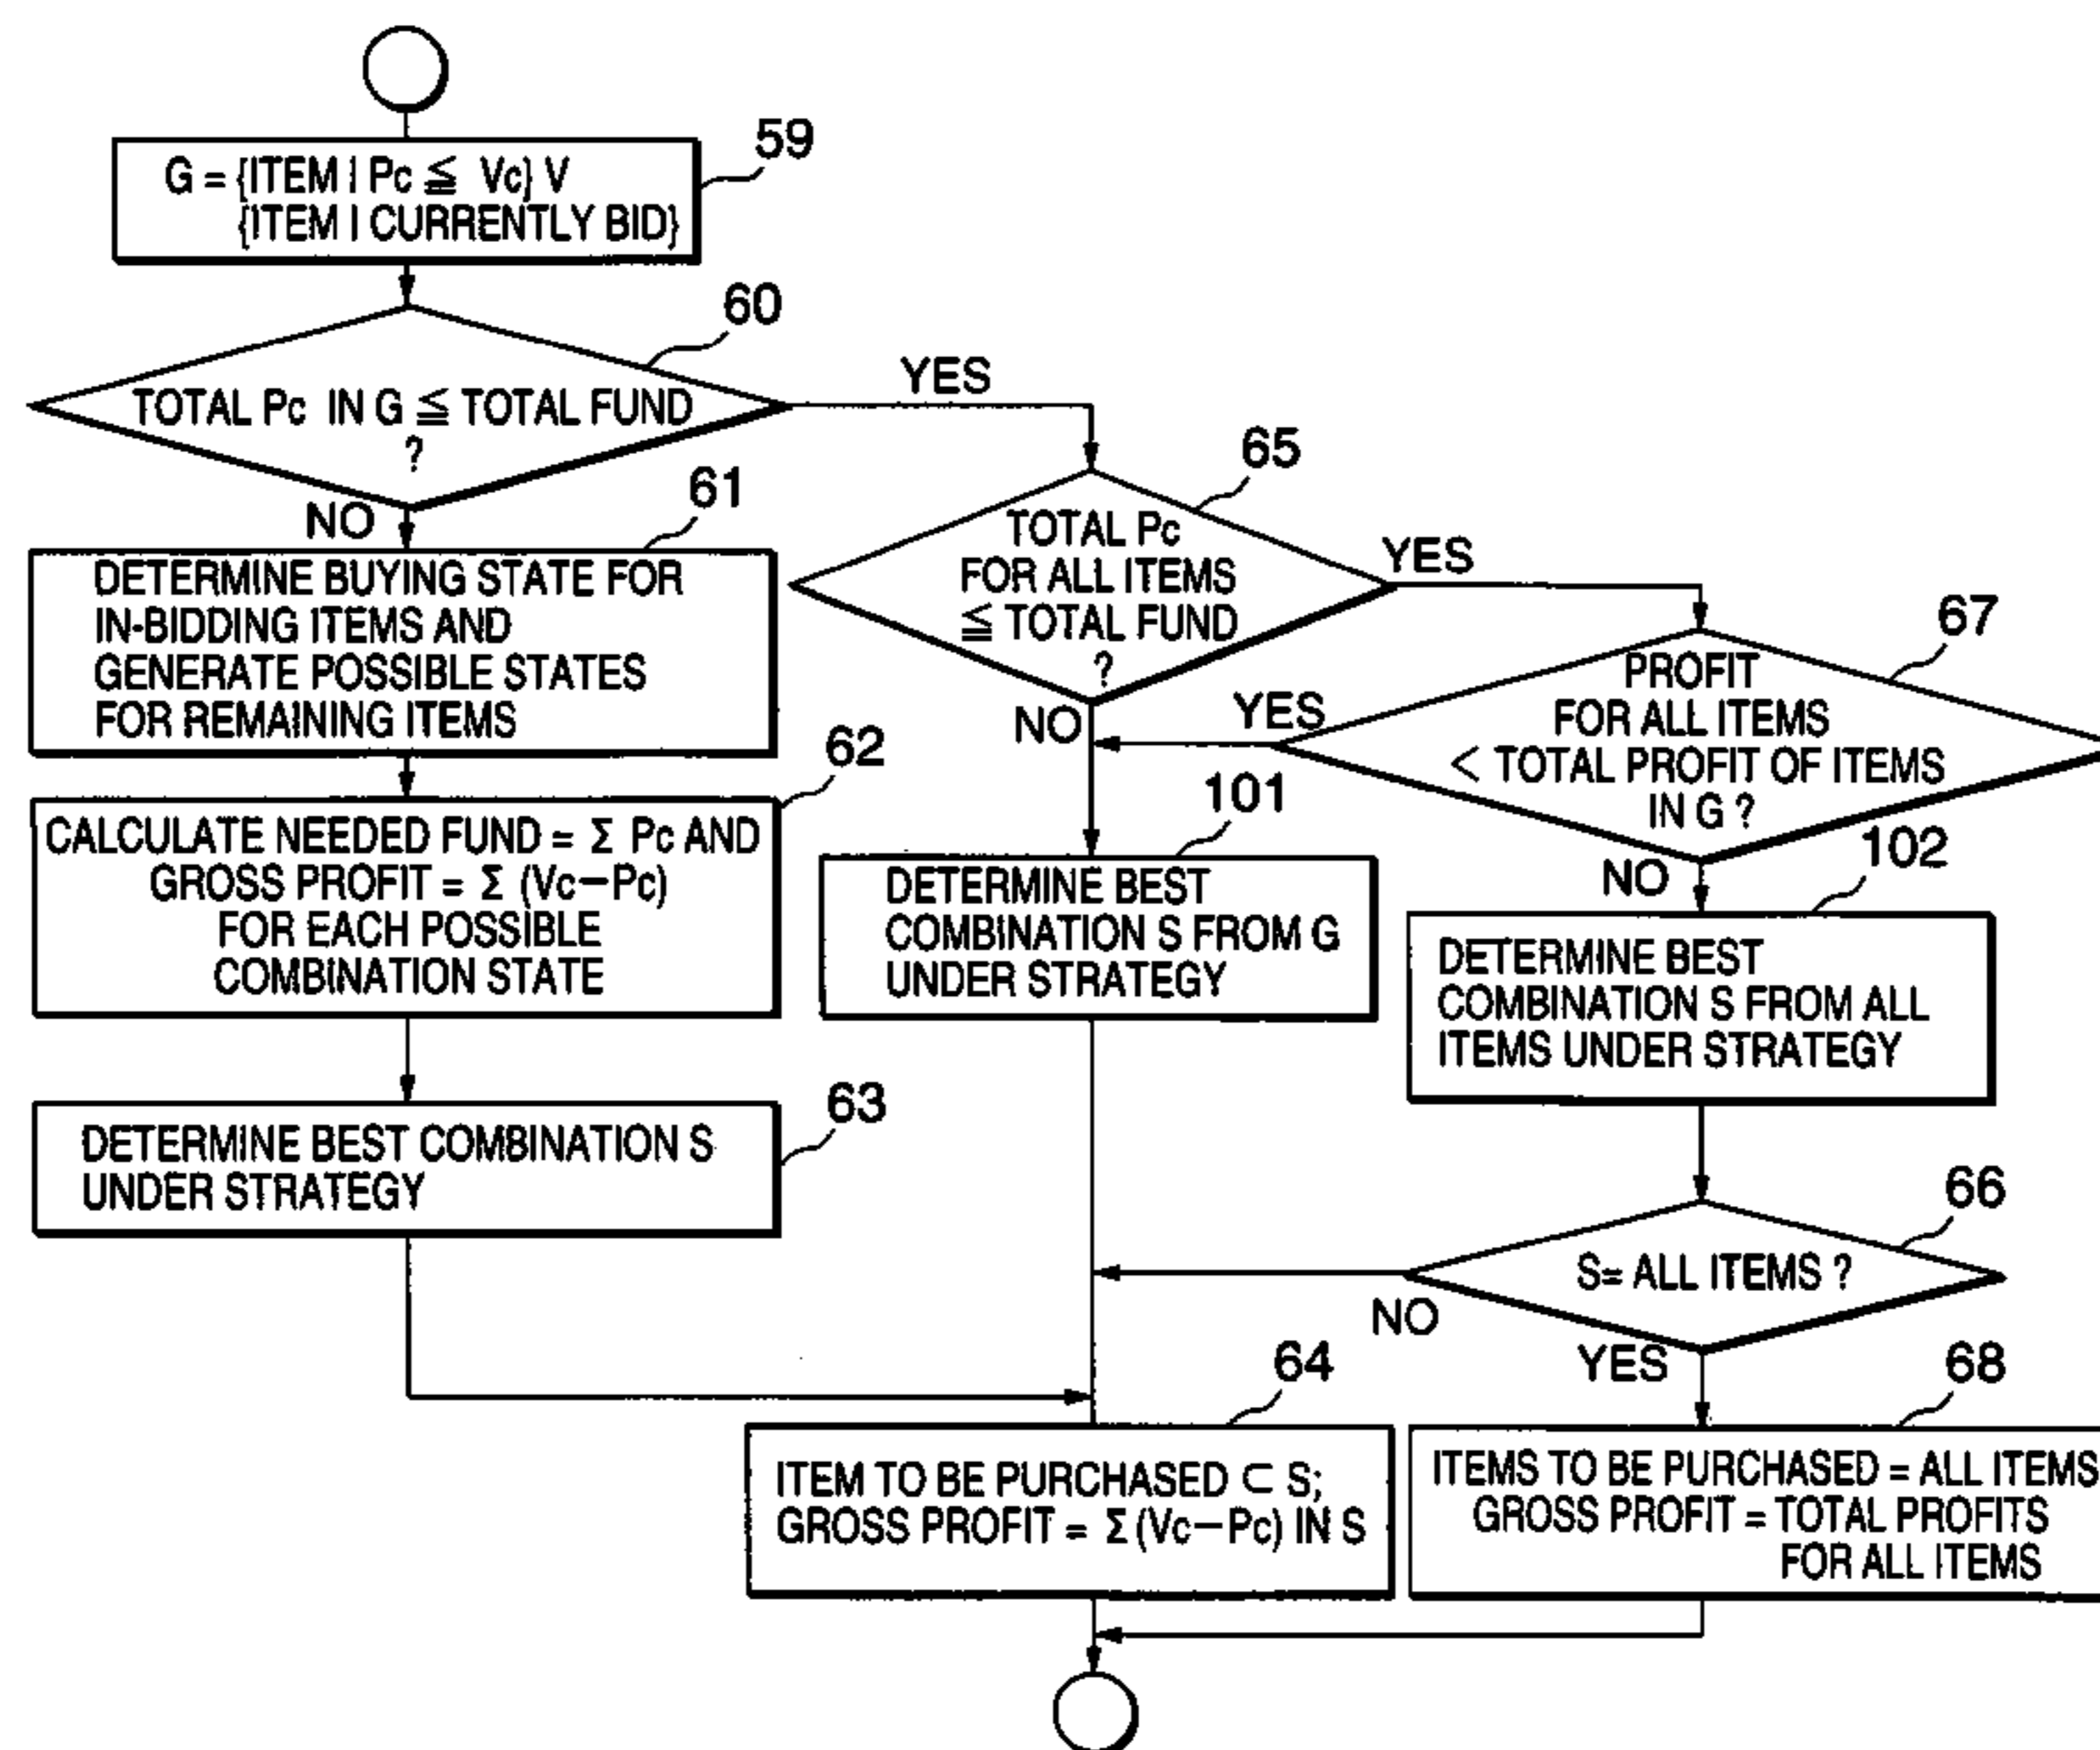 59
G = {ITEM | Pc ≦ Vc} V
{ITEM | CURRENTLY BID}
60
TOTAL Pc IN G ≦ TOTAL FUND
?
YES
NO
61
DETERMINE BUYING STATE FOR
IN-BIDDING ITEMS AND
GENERATE POSSIBLE STATES
FOR REMAINING ITEMS
62
CALCULATE NEEDED FUND = Σ Pc AND
GROSS PROFIT = Σ (Vc−Pc)
FOR EACH POSSIBLE
COMBINATION STATE
63
DETERMINE BEST COMBINATION S
UNDER STRATEGY
65
TOTAL Pc
FOR ALL ITEMS
≦ TOTAL FUND
?
YES
NO
67
PROFIT
FOR ALL ITEMS
< TOTAL PROFIT OF ITEMS
IN G ?
YES
NO
101
DETERMINE BEST
COMBINATION S FROM G
UNDER STRATEGY
102
DETERMINE BEST
COMBINATION S FROM ALL
ITEMS UNDER STRATEGY
66
S= ALL ITEMS ?
NO
YES
64
ITEM TO BE PURCHASED ⊂ S;
GROSS PROFIT = Σ (Vc−Pc) IN S
68
ITEMS TO BE PURCHASED = ALL ITEMS
GROSS PROFIT = TOTAL PROFITS
FOR ALL ITEMS